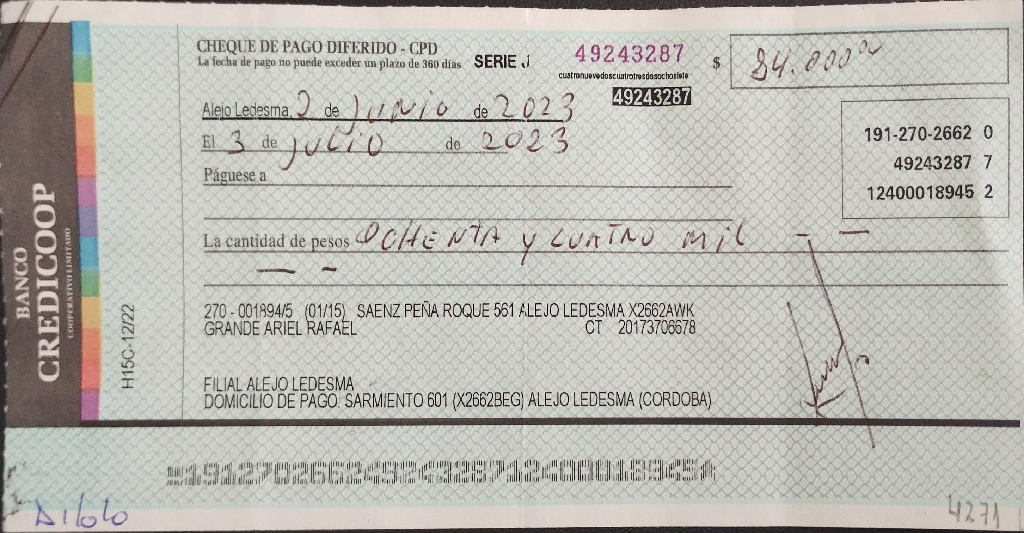 BANCO
CREDICOOP
COOPERATIVO LIMITADO
H15C-12/22
CHEQUE DE PAGO DIFERIDO - CPD
La fecha de pago no puede exceder un plazo de 360 días
SERIE J
49243287
cuatronuevedoscuatrotresdosochosiete
49243287
$ 84.000
Alejo Ledesma, 2 de JUNIO de 2023
El 3 de JULIO de 2023
191-270-2662 0
49243287 7
12400018945 2
Páguese a
La cantidad de pesos OCHENTA Y CUATRO MIL - —
— -
270 - 001894/5 (01/15) SAENZ PEÑA ROQUE 561 ALEJO LEDESMA X2662AWK
GRANDE ARIEL RAFAEL CT 20173706678
FILIAL ALEJO LEDESMA
DOMICILIO DE PAGO: SARMIENTO 601 (X2662BEG) ALEJO LEDESMA (CORDOBA)
19127026624924328712400018945
4271